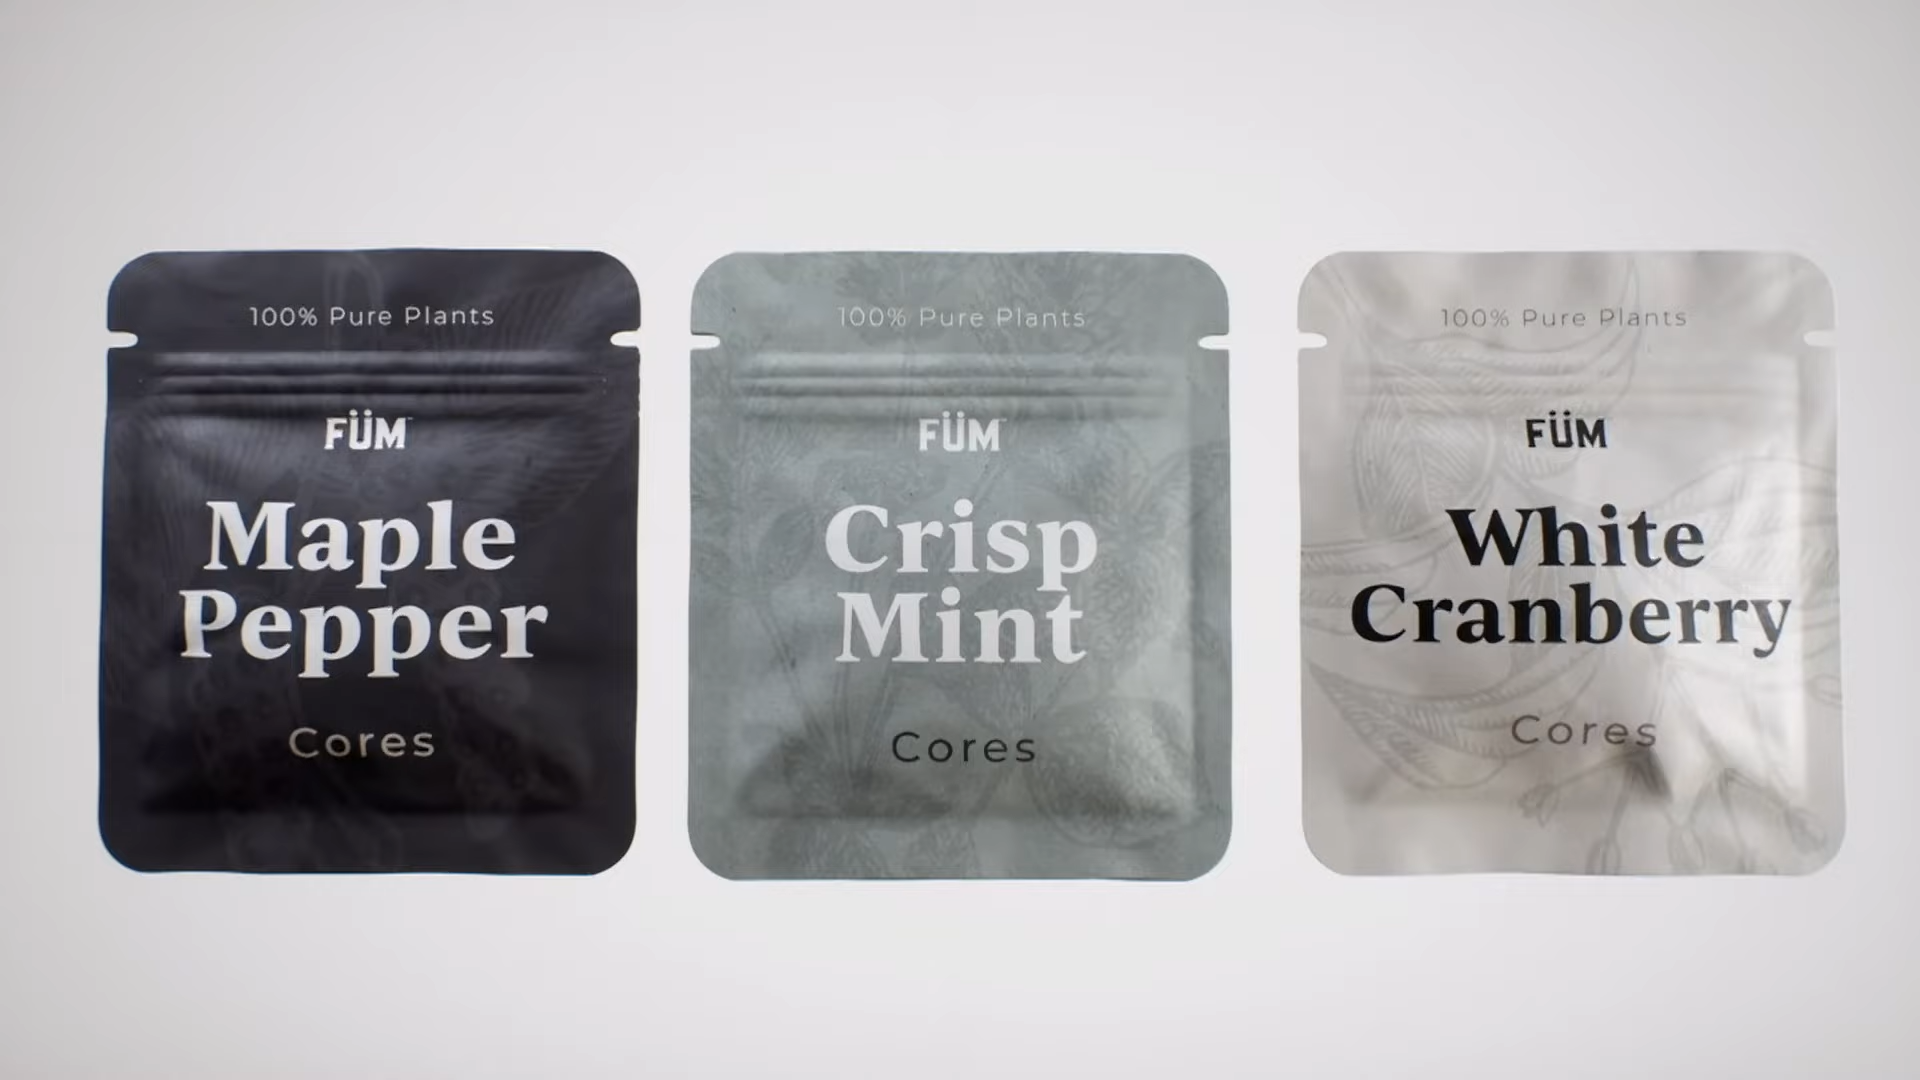 100% Pure Plants
FÜM
Maple
Pepper
Cores
100% Pure Plants
FÜM
Crisp
Mint
Cores
100% Pure Plants
FÜM
White
Cranberry
Cores